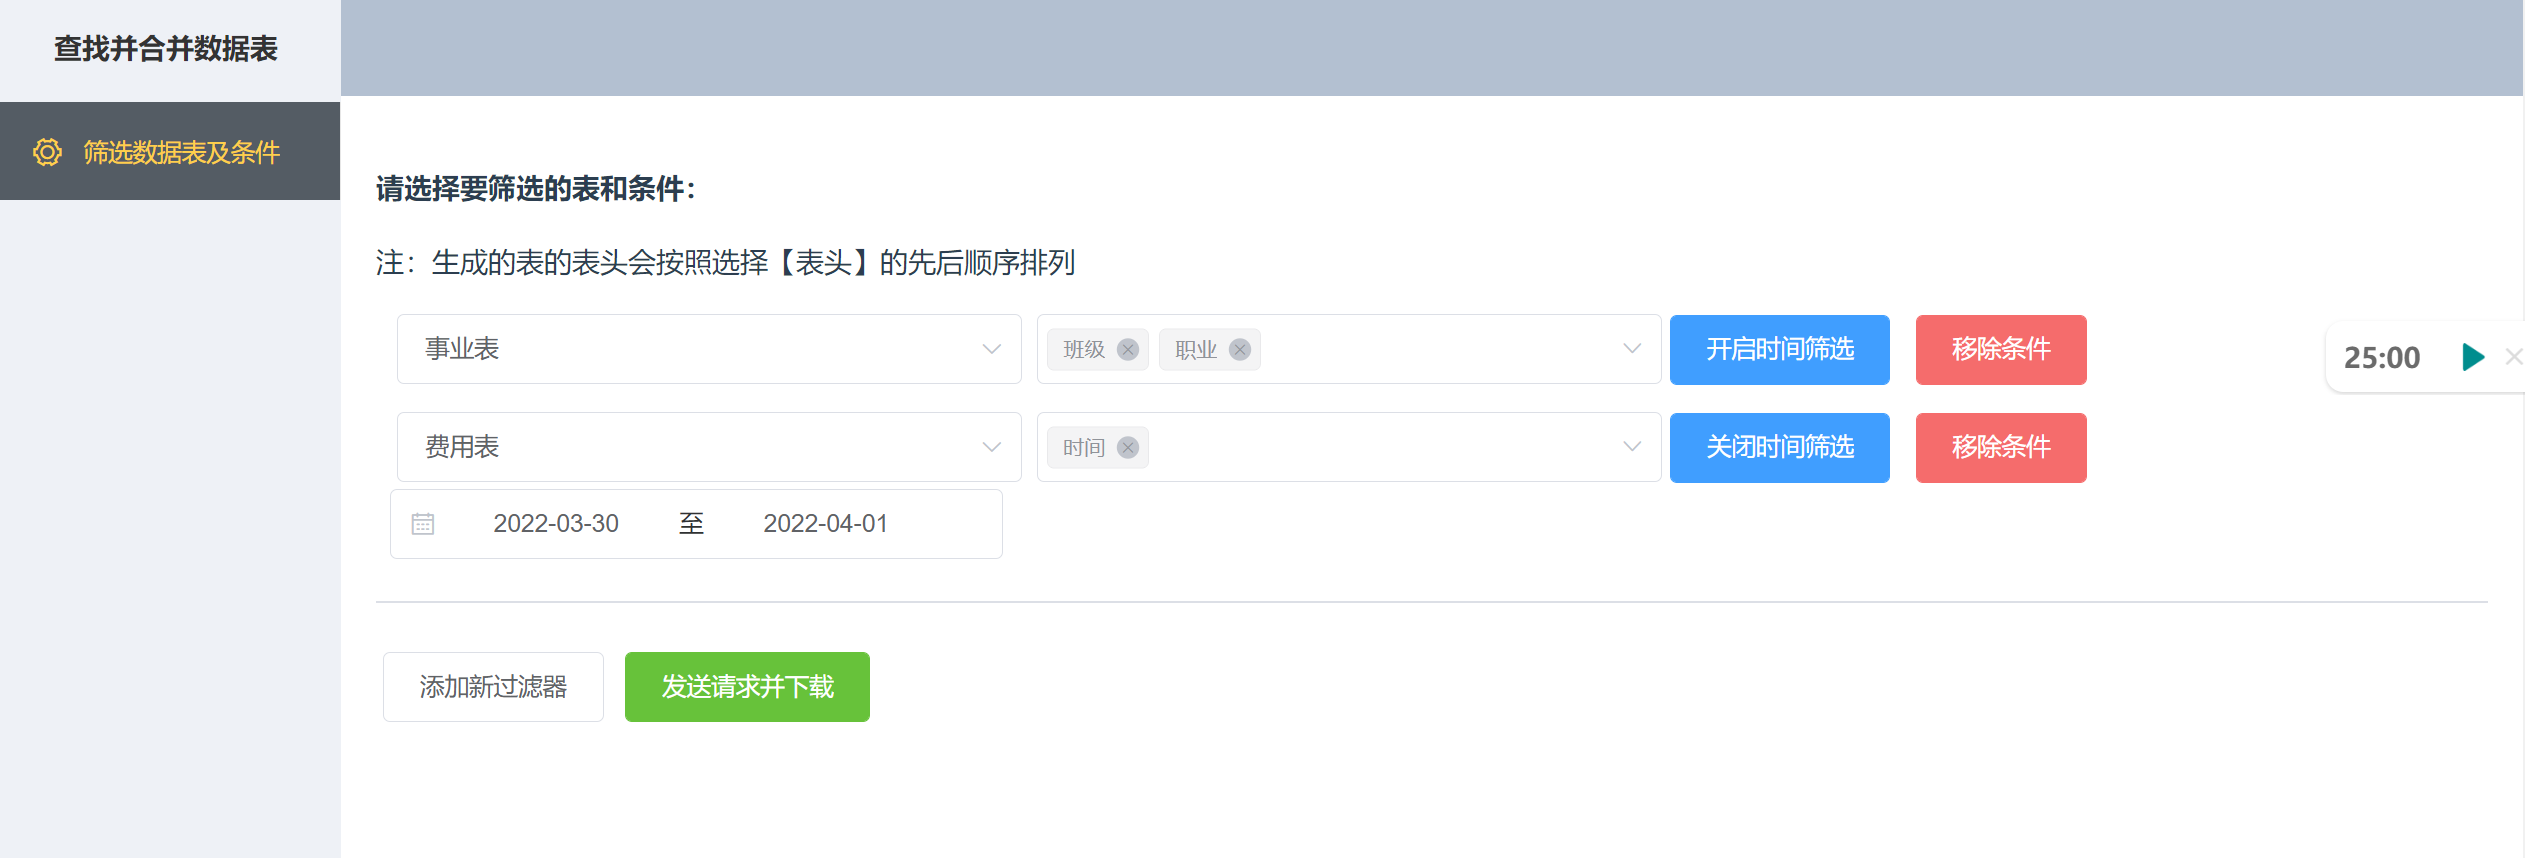 查找并合并数据表
筛选数据表及条件
请选择要筛选的表和条件：
注：生成的表的表头会按照选择【表头】的先后顺序排列
事业表 班级 职业 开启时间筛选 移除条件
25:00
费用表 时间 关闭时间筛选 移除条件
2022-03-30 至 2022-04-01
添加新过滤器 发送请求并下载